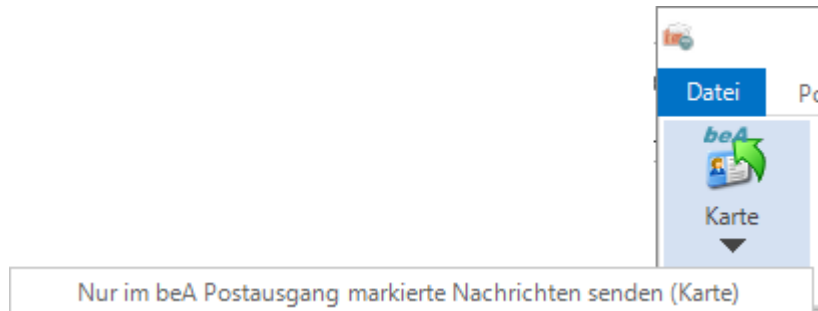 Datei
beA
Karte
Nur im beA Postausgang markierte Nachrichten senden (Karte)